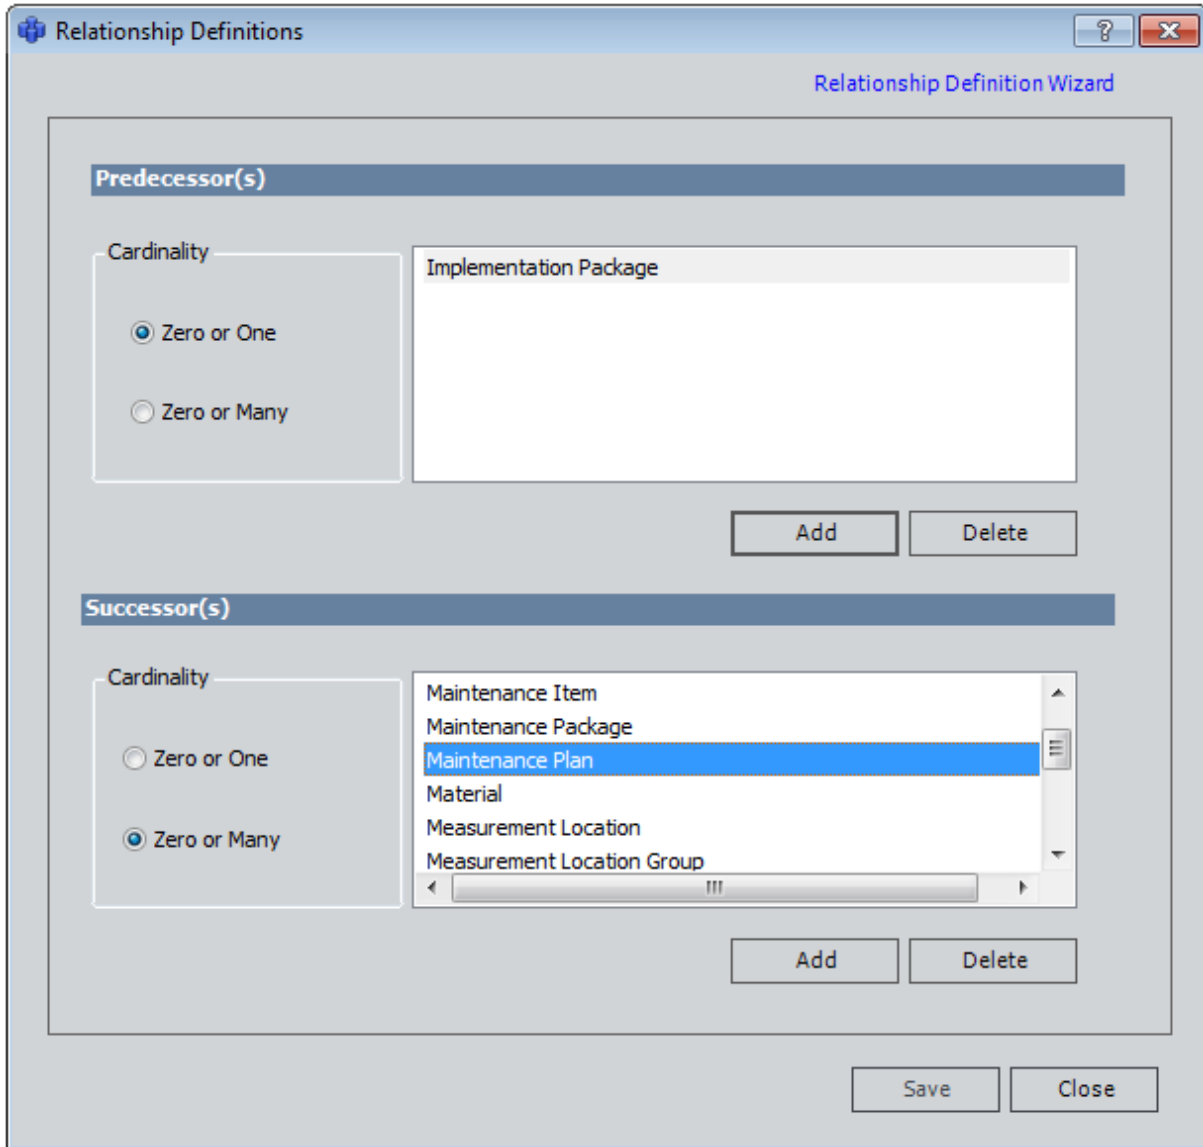 Relationship Definitions
Relationship Definition Wizard
Predecessor(s)
Cardinality
Zero or One
Zero or Many
Implementation Package
Add
Delete
Successor(s)
Cardinality
Zero or One
Zero or Many
Maintenance Item
Maintenance Package
Maintenance Plan
Material
Measurement Location
Measurement Location Group
Add
Delete
Save
Close